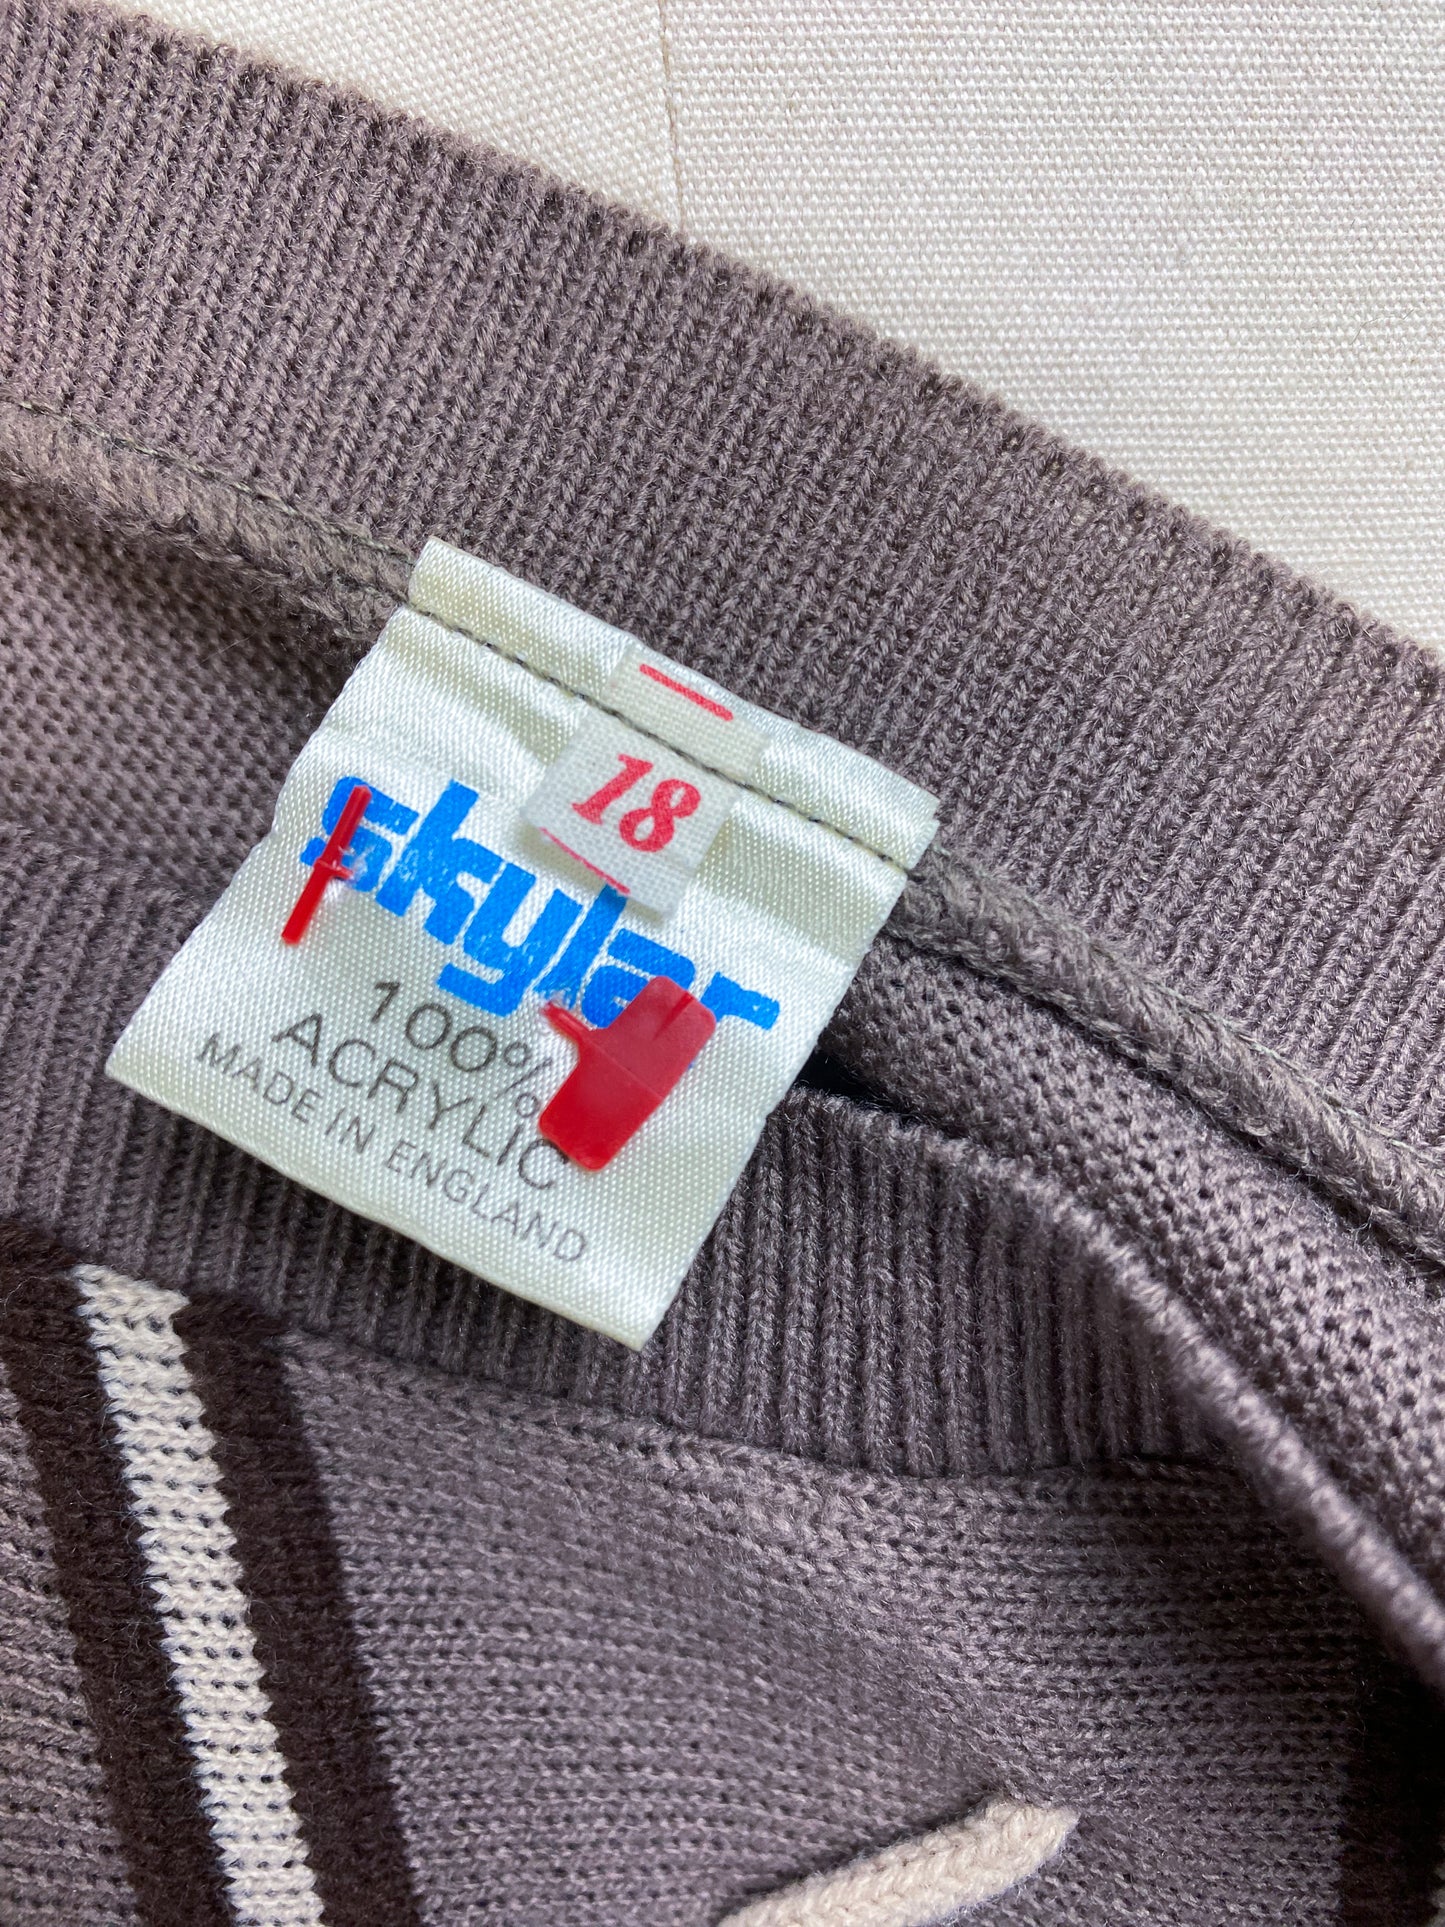 18
skylar
100%
ACRYLIC
MADE IN ENGLAND